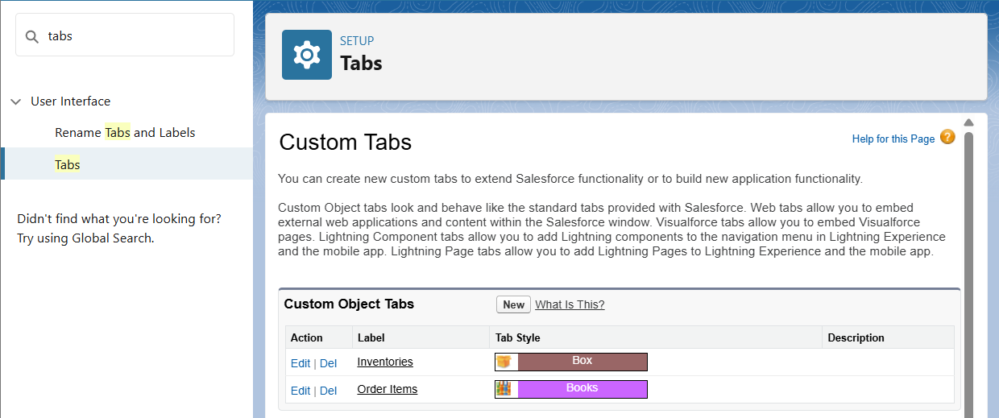 tabs
User Interface
Rename Tabs and Labels
Tabs
Didn't find what you're looking for?
Try using Global Search.
SETUP
Tabs
Custom Tabs
Help for this Page ?
You can create new custom tabs to extend Salesforce functionality or to build new application functionality.
Custom Object tabs look and behave like the standard tabs provided with Salesforce. Web tabs allow you to embed
external web applications and content within the Salesforce window. Visualforce tabs allow you to embed Visualforce
pages. Lightning Component tabs allow you to add Lightning components to the navigation menu in Lightning Experience
and the mobile app. Lightning Page tabs allow you to add Lightning Pages to Lightning Experience and the mobile app.
Custom Object Tabs New What Is This?
Action Label Tab Style Description
Edit | Del Inventories Box
Edit | Del Order Items Books